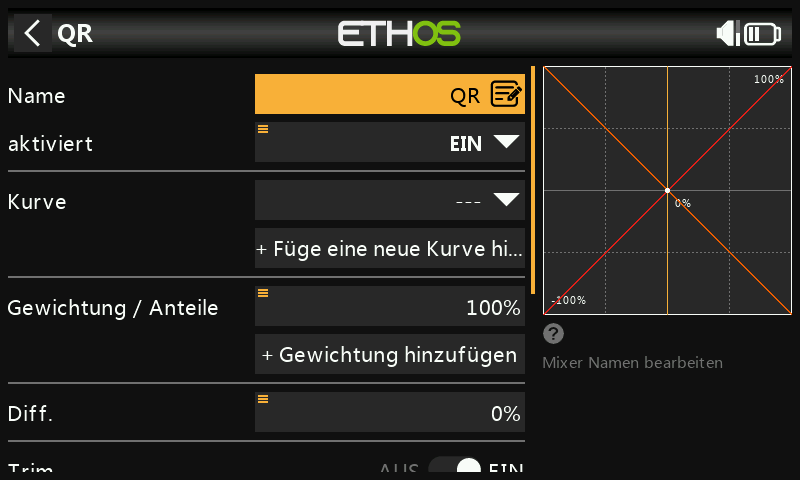 QR
ETHOS
Name
QR
aktiviert
EIN
Kurve
---
+ Füge eine neue Kurve hi...
Gewichtung / Anteile
100%
+ Gewichtung hinzufügen
Diff.
0%
Trim
AUS EIN
100%
0%
-100%
?
Mixer Namen bearbeiten